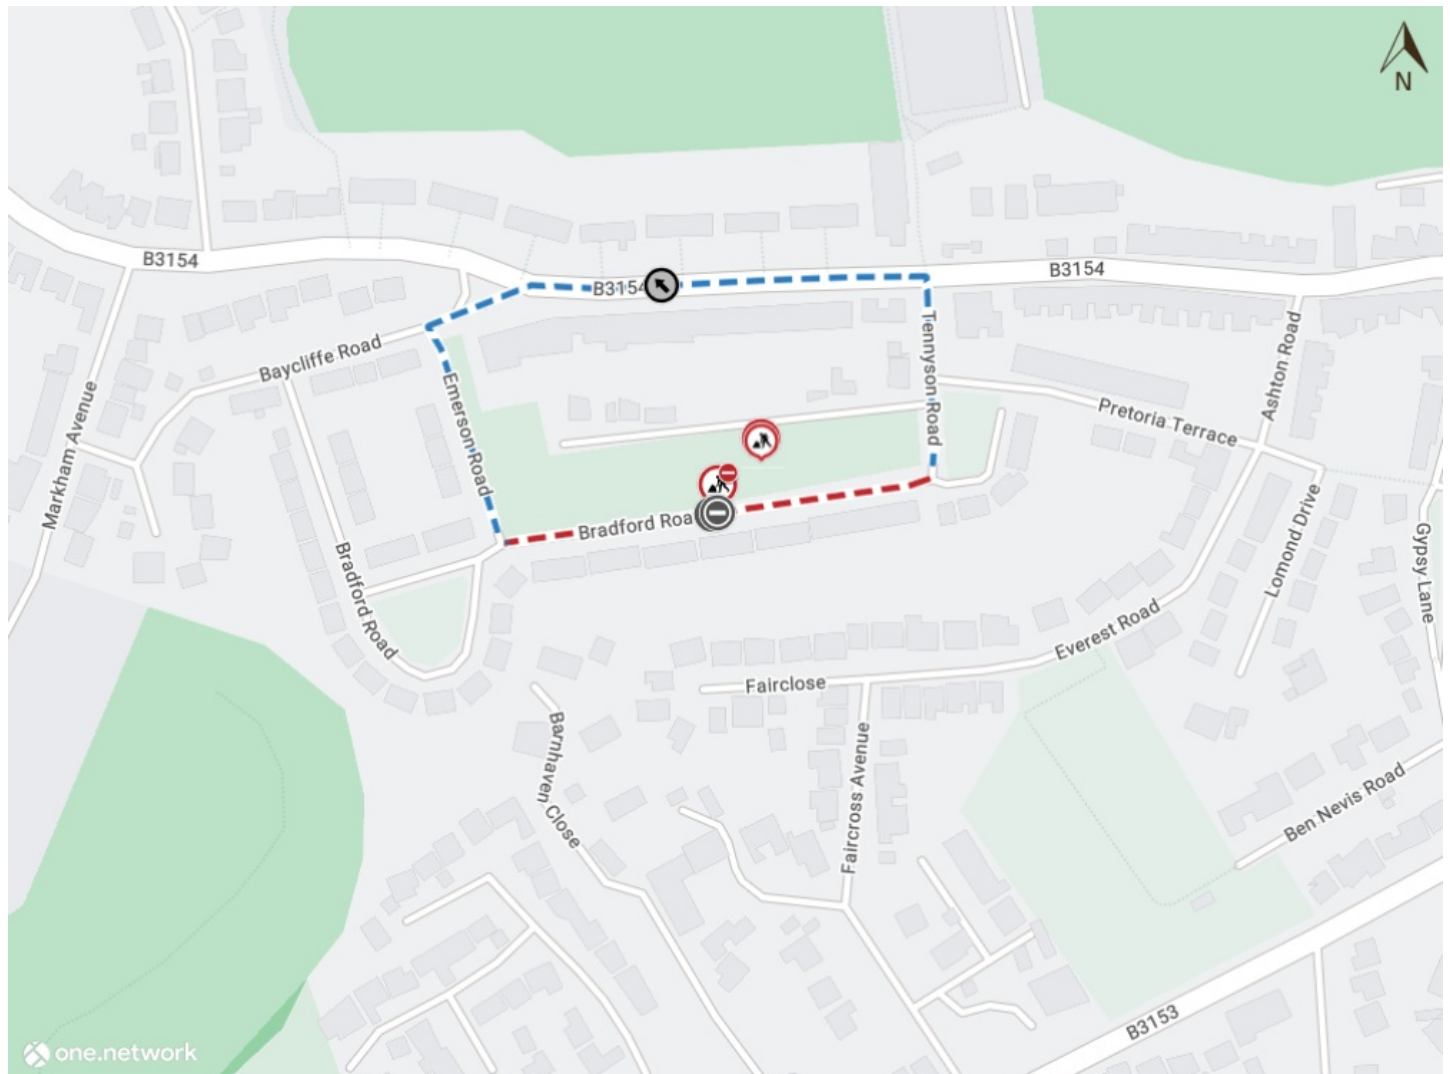 N
B3154
B3154
B3154
Baycliffe Road
Emerson Road
Tennyson Road
Ashton Road
Pretoria Terrace
Markham Avenue
Bradford Road
Bradford Roa
Lomond Drive
Gypsy Lane
Everest Road
Fairclose
Barnhaven Close
Faircross Avenue
Ben Nevis Road
B3153
one.network